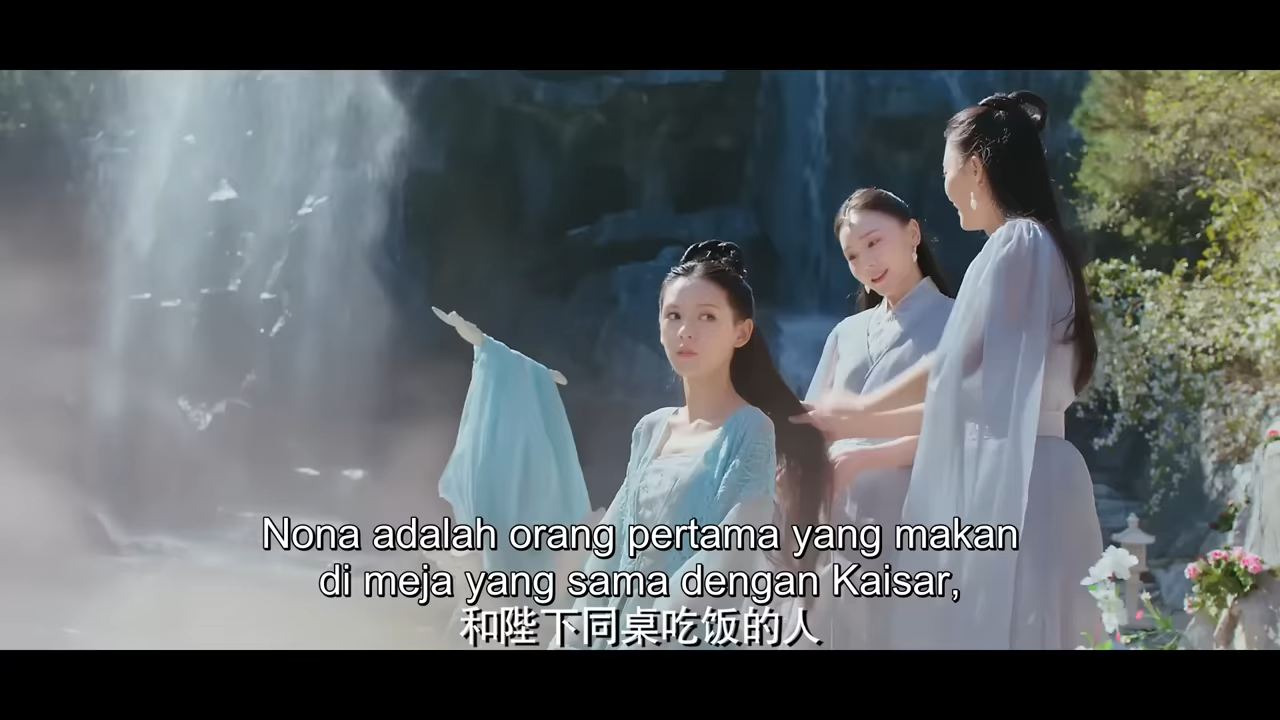 Nona adalah orang pertama yang makan
di meja yang sama dengan Kaisar,
和陛下同桌吃饭的人